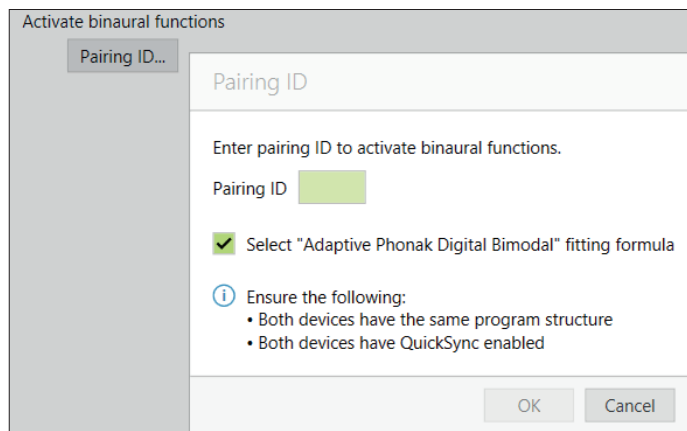 Activate binaural functions
Pairing ID...
Pairing ID
Enter pairing ID to activate binaural functions.
Pairing ID
Select "Adaptive Phonak Digital Bimodal" fitting formula
Ensure the following:
• Both devices have the same program structure
• Both devices have QuickSync enabled
OK Cancel